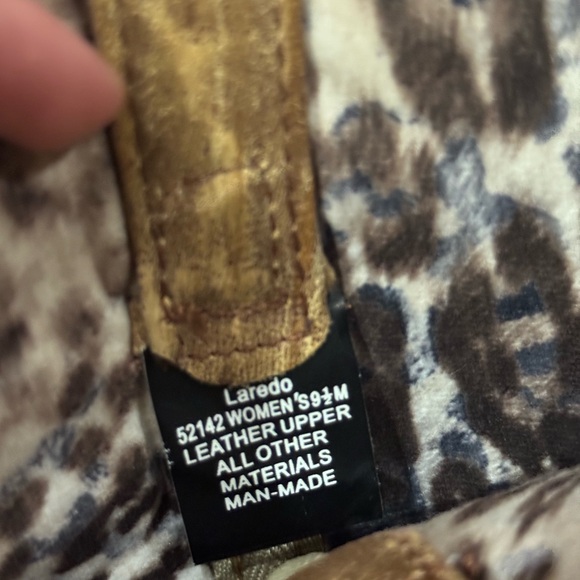 Laredo
52142 WOMEN'S 9½ M
LEATHER UPPER
ALL OTHER
MATERIALS
MAN-MADE